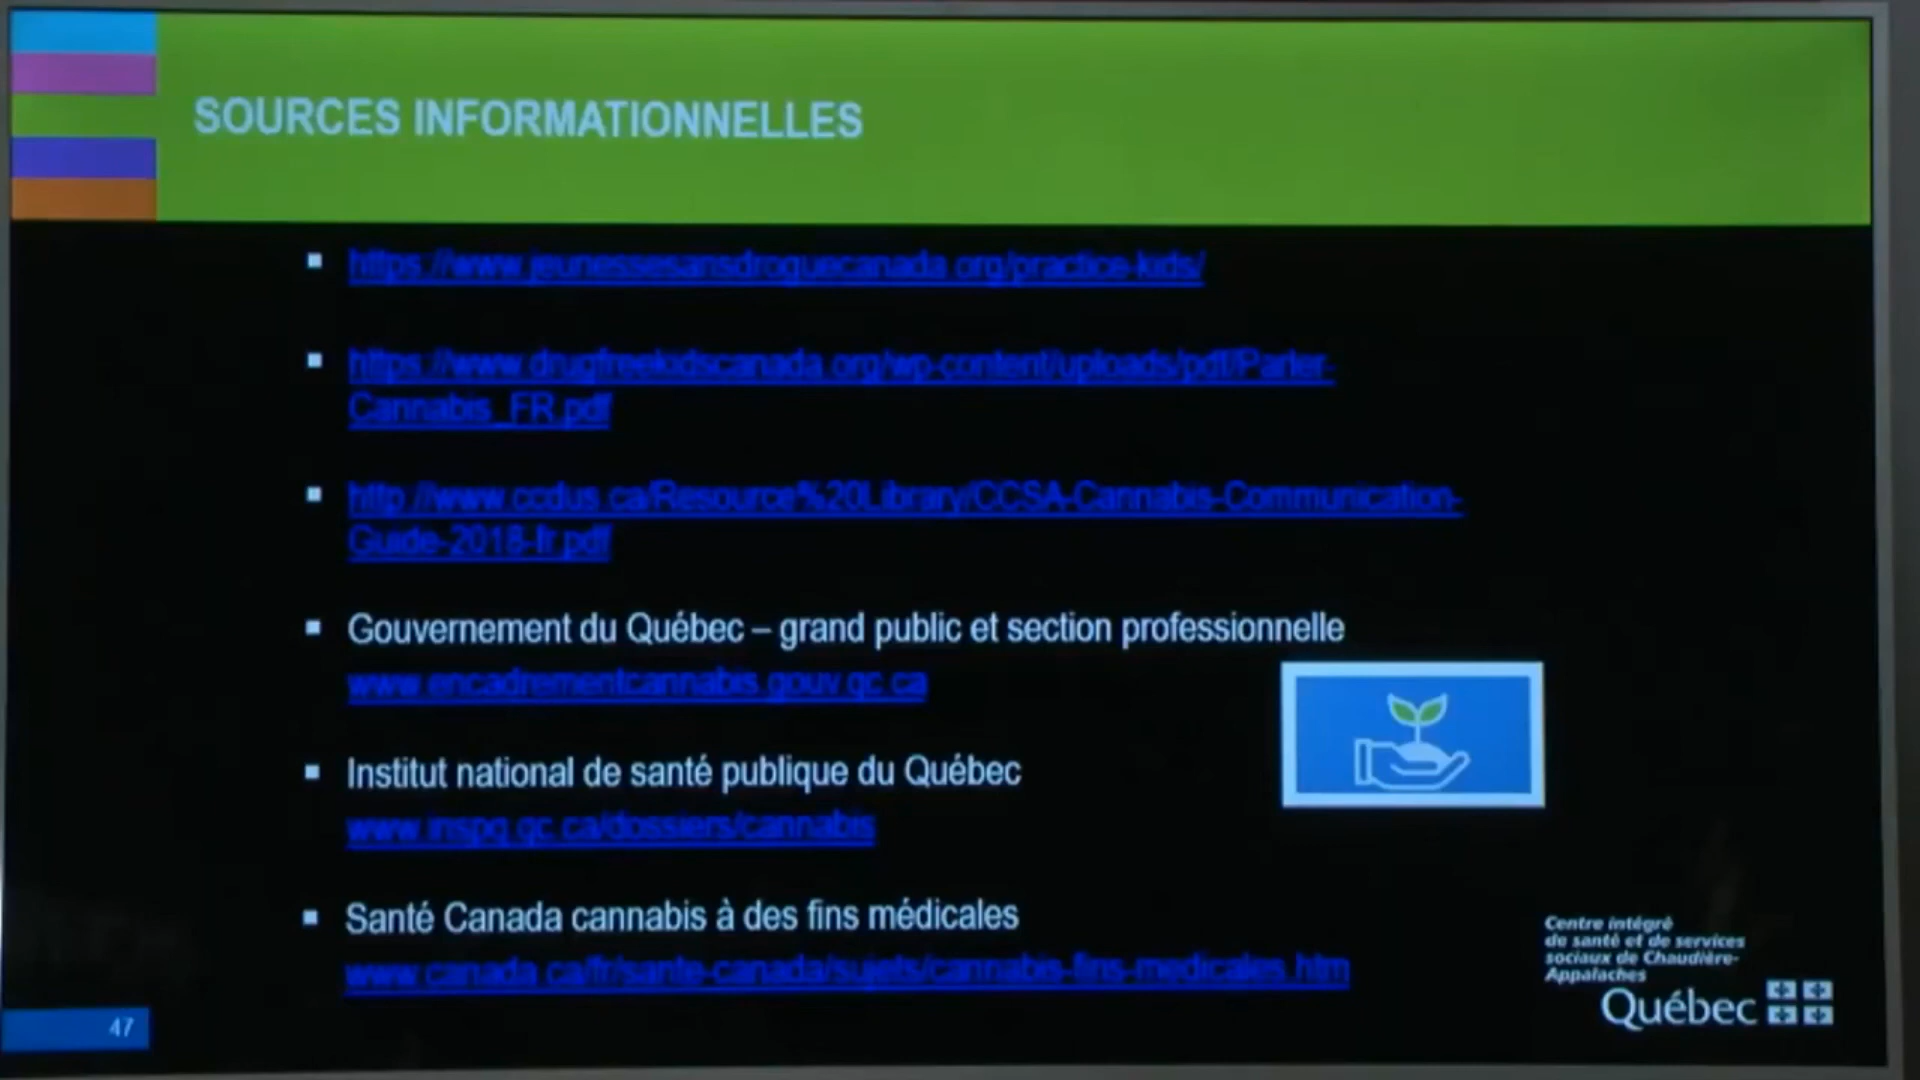 SOURCES INFORMATIONNELLES
https://www.jeunessesansdroguecanada.org/practice-kids/
https://www.drugfreekidscanada.org/wp-content/uploads/pdf/Parler-
Cannabis_FR.pdf
http://www.ccdus.ca/Resource%20Library/CCSA-Cannabis-Communication-
Guide-2018-fr.pdf
Gouvernement du Québec – grand public et section professionnelle
www.encadrementcannabis.gouv.qc.ca
Institut national de santé publique du Québec
www.inspq.qc.ca/dossiers/cannabis
Santé Canada cannabis à des fins médicales
www.canada.ca/fr/sante-canada/sujets/cannabis-fins-medicales.htm
Centre intégré
de santé et de services
sociaux de Chaudière-
Appalaches
Québec
47